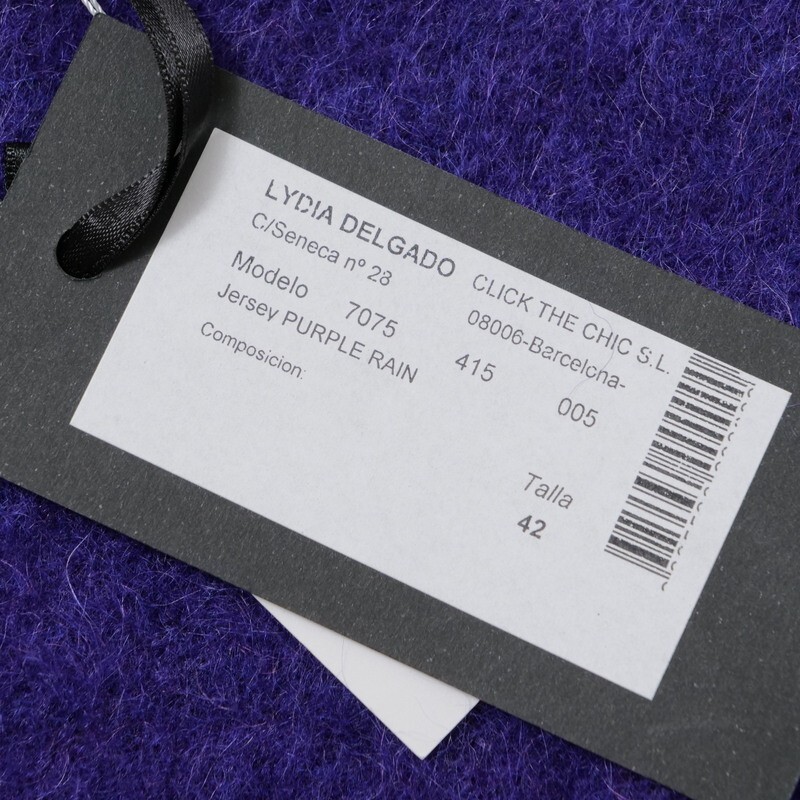 LYDIA DELGADO CLICK THE CHIC S.L.
C/Seneca nº 28 08006-Barcelona-
Modelo 7075 415 005
Jersey PURPLE RAIN
Composicion:
Talla
42